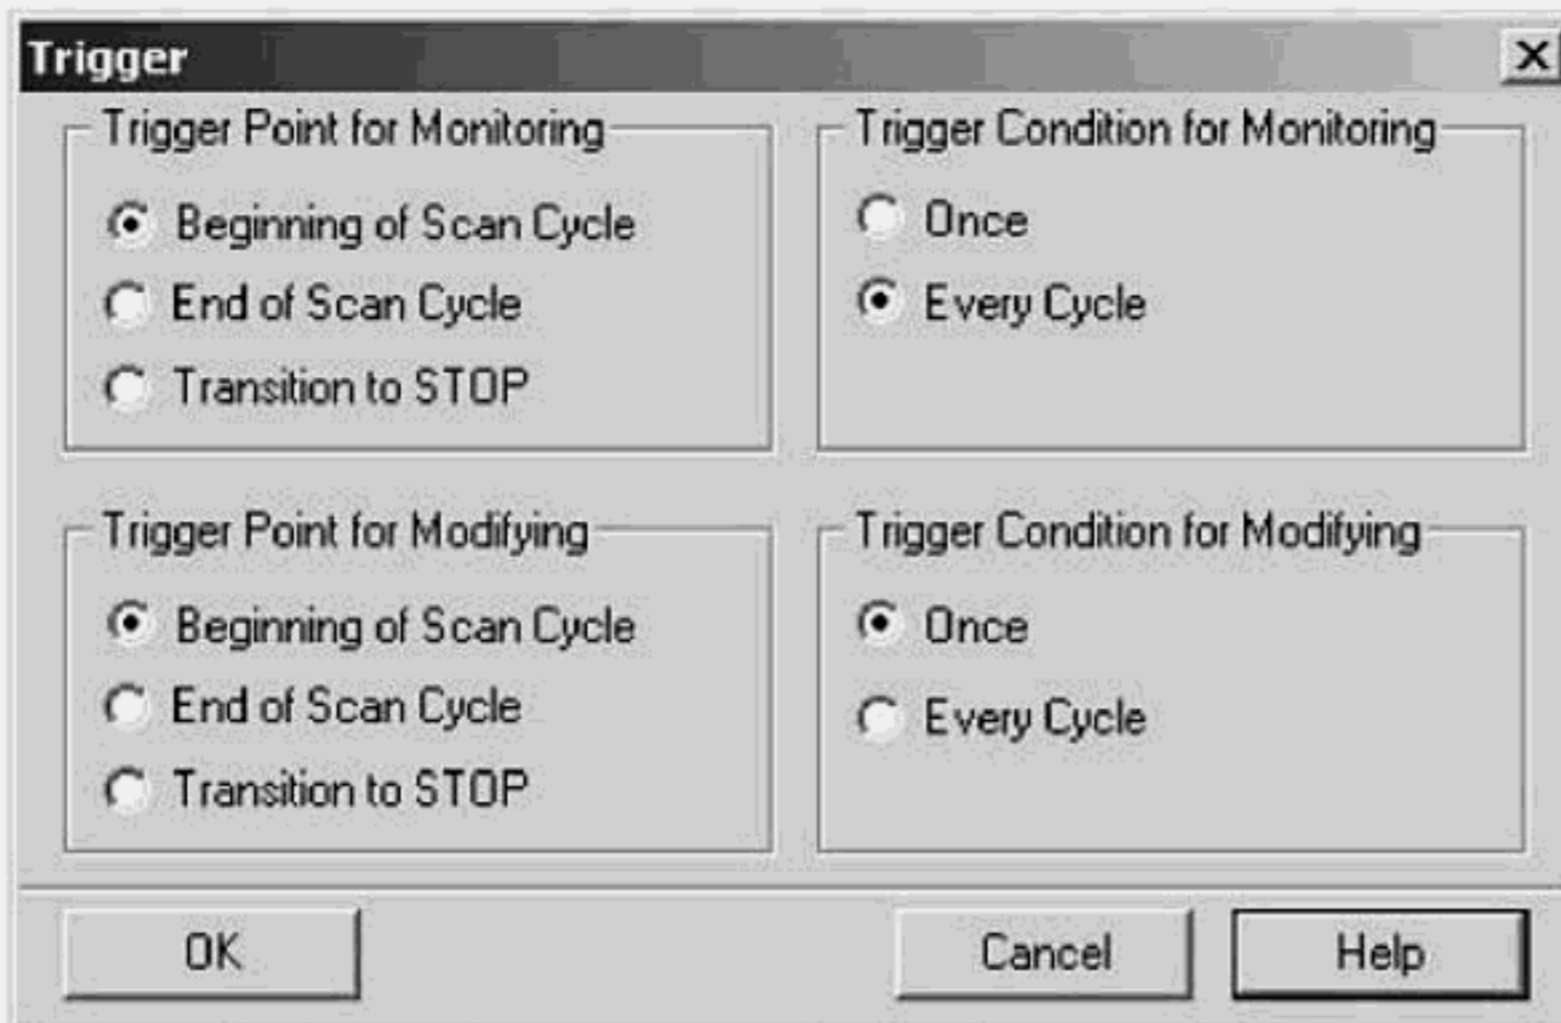 Trigger
Trigger Point for Monitoring
Beginning of Scan Cycle
End of Scan Cycle
Transition to STOP
Trigger Condition for Monitoring
Once
Every Cycle
Trigger Point for Modifying
Beginning of Scan Cycle
End of Scan Cycle
Transition to STOP
Trigger Condition for Modifying
Once
Every Cycle
OK
Cancel
Help